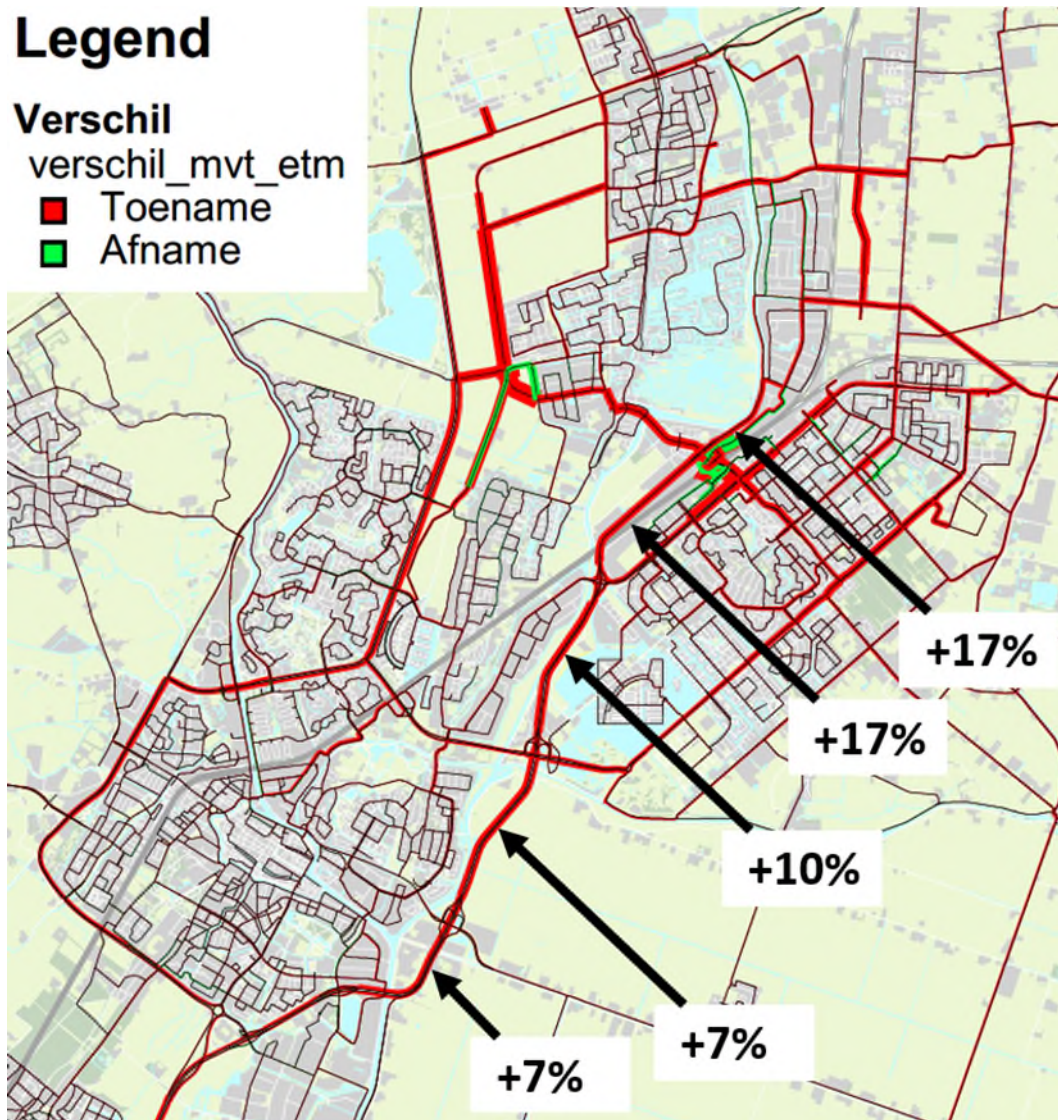 Legend
Verschil
verschil_mvt_etm
Toename
Afname
+17%
+17%
+10%
+7%
+7%